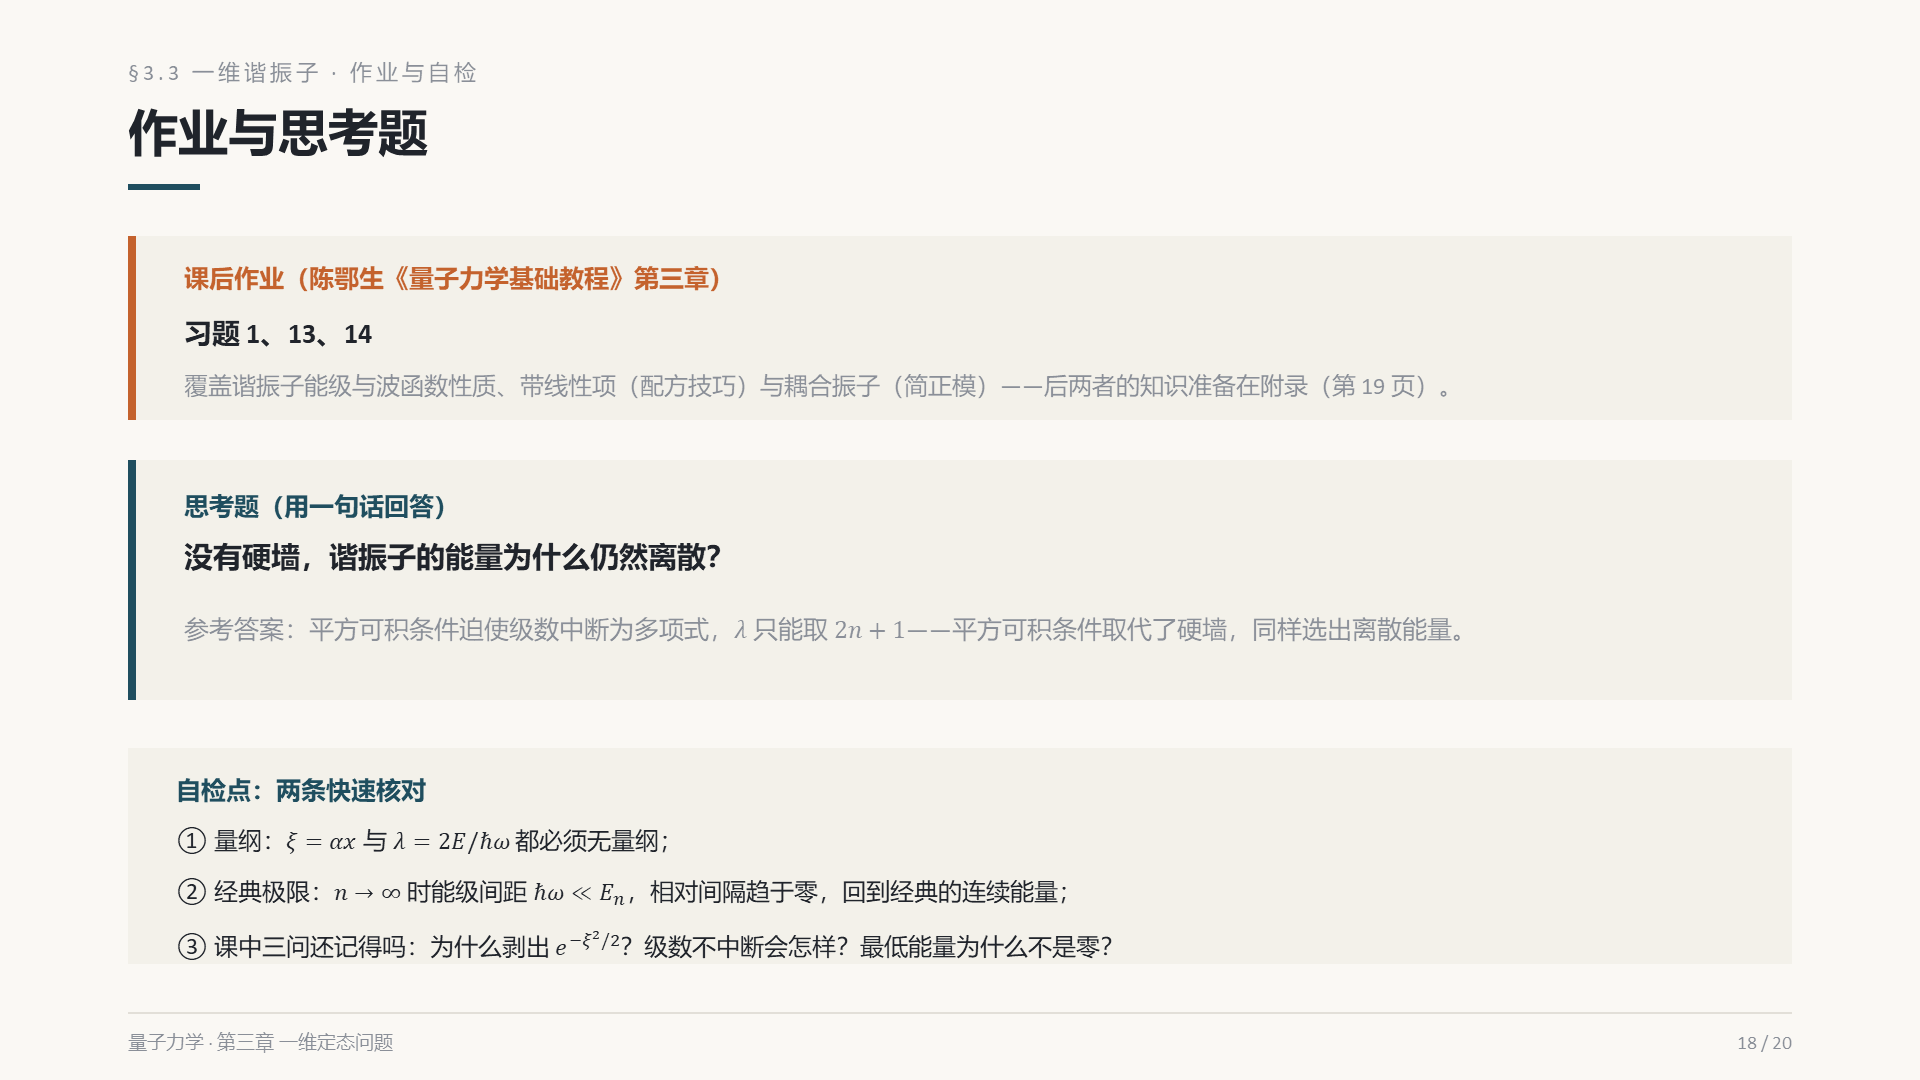 §3.3 一维谐振子 · 作业与自检
作业与思考题
课后作业（陈鄂生《量子力学基础教程》第三章）
习题 1、13、14
覆盖谐振子能级与波函数性质、带线性项（配方技巧）与耦合振子（简正模）——后两者的知识准备在附录（第 19 页）。
思考题（用一句话回答）
没有硬墙，谐振子的能量为什么仍然离散？
参考答案：平方可积条件迫使级数中断为多项式，λ 只能取 2n + 1——平方可积条件取代了硬墙，同样选出离散能量。
自检点：两条快速核对
① 量纲：ξ = αx 与 λ = 2E/ħω 都必须无量纲；
② 经典极限：n → ∞ 时能级间距 ħω ≪ Eₙ，相对间隔趋于零，回到经典的连续能量；
③ 课中三问还记得吗：为什么剥出 e^{−ξ²/2}？级数不中断会怎样？最低能量为什么不是零？
量子力学 · 第三章 一维定态问题
18 / 20